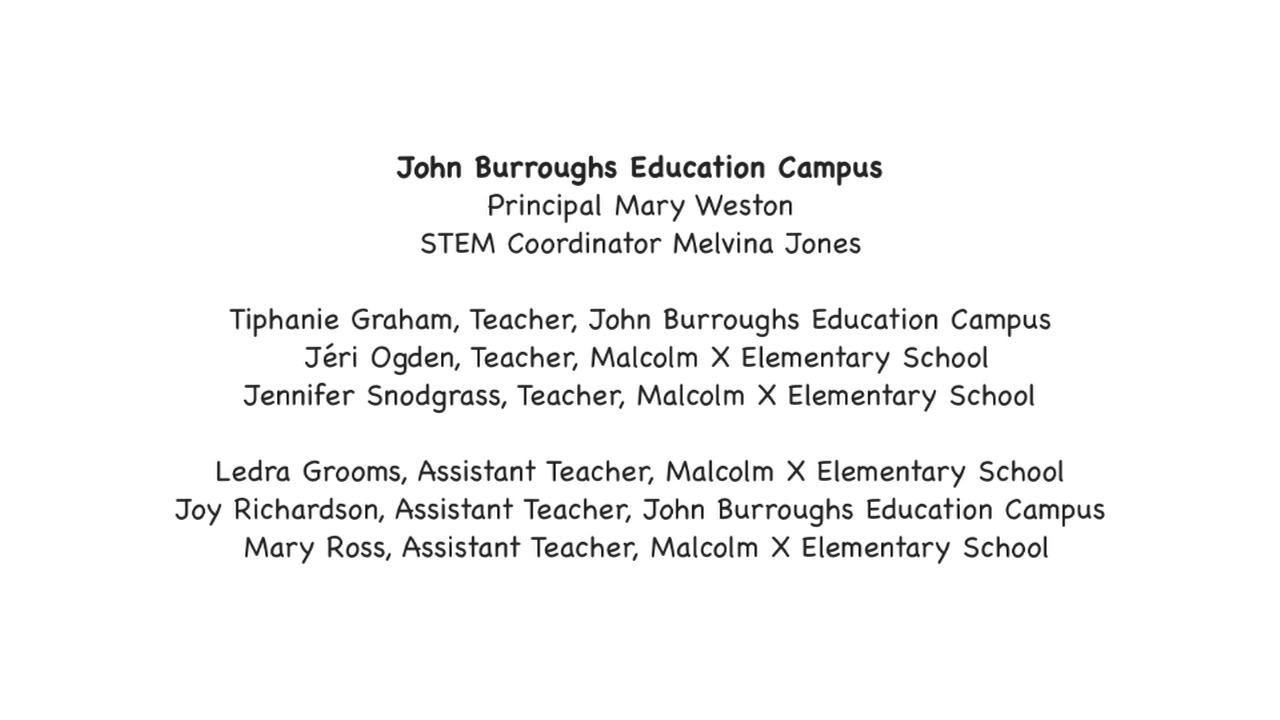 John Burroughs Education Campus
Principal Mary Weston
STEM Coordinator Melvina Jones
Tiphanie Graham, Teacher, John Burroughs Education Campus
Jéri Ogden, Teacher, Malcolm X Elementary School
Jennifer Snodgrass, Teacher, Malcolm X Elementary School
Ledra Grooms, Assistant Teacher, Malcolm X Elementary School
Joy Richardson, Assistant Teacher, John Burroughs Education Campus
Mary Ross, Assistant Teacher, Malcolm X Elementary School